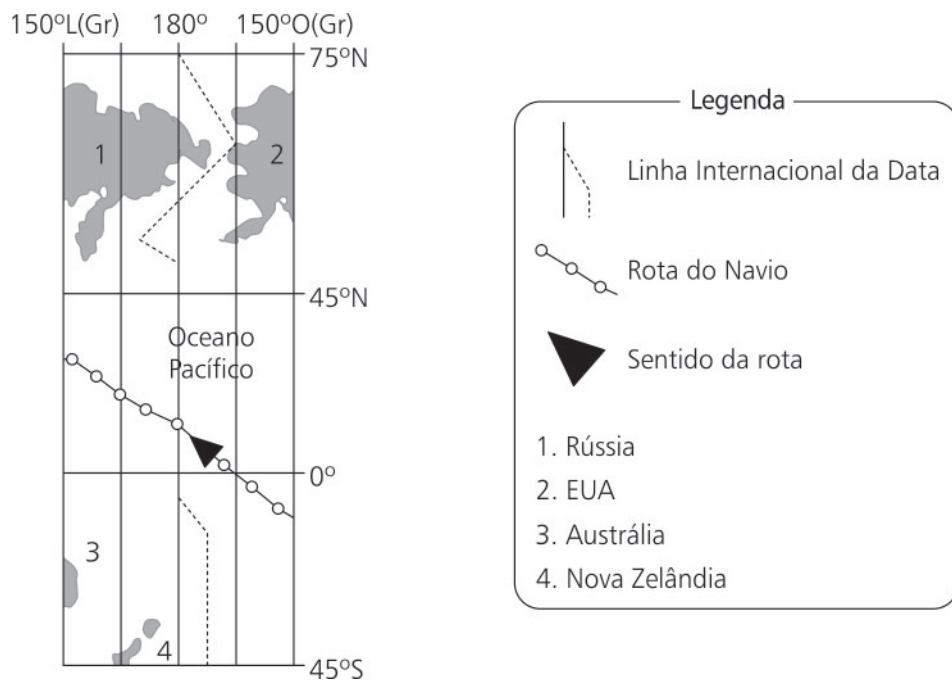 150ºL(Gr) 180º 150ºO(Gr)
75ºN
1
2
45ºN
Oceano
Pacífico
0º
3
4
45ºS
Legenda
Linha Internacional da Data
Rota do Navio
Sentido da rota
1. Rússia
2. EUA
3. Austrália
4. Nova Zelândia